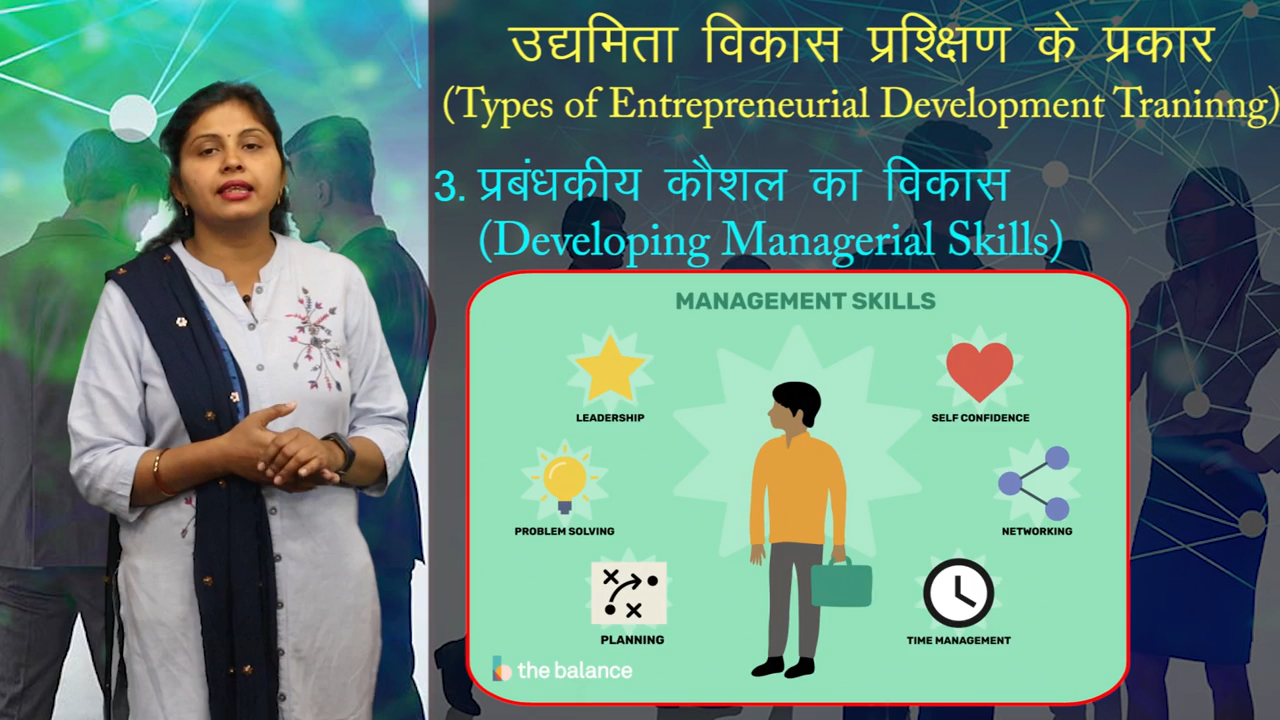 उद्यमिता विकास प्रश्क्षिण के प्रकार
(Types of Entrepreneurial Development Traninng)
3. प्रबंधकीय कौशल का विकास
(Developing Managerial Skills)
MANAGEMENT SKILLS
LEADERSHIP
SELF CONFIDENCE
PROBLEM SOLVING
NETWORKING
PLANNING
TIME MANAGEMENT
the balance